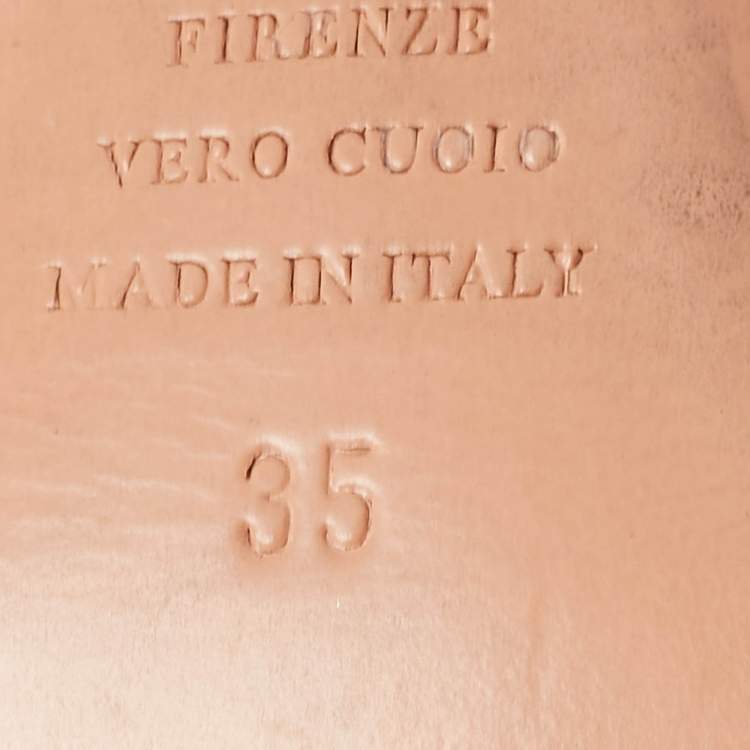 FIRENZE
VERO CUOIO
MADE IN ITALY
35